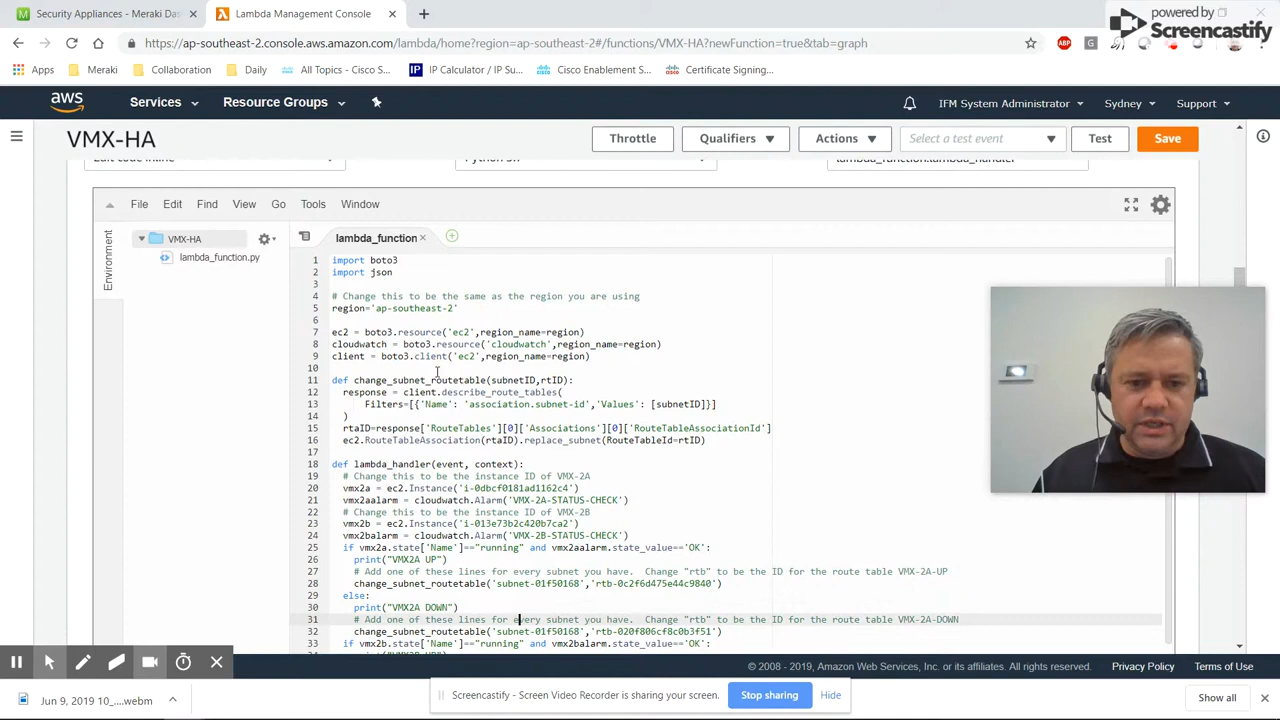 Security Appliances - Meraki Das
Lambda Management Console
powered by
Screencastify
https://ap-southeast-2.console.aws.amazon.com/lambda/home?region=ap-southeast-2#/functions/VMX-HA?newFunction=true&tab=graph
Apps
Meraki
Collaboration
Daily
All Topics - Cisco S...
IP
IP Calculator / IP Su...
Cisco Enablement S...
Certificate Signing...
aws
Services
Resource Groups
IFM System Administrator
Sydney
Support
VMX-HA
Throttle
Qualifiers
Actions
Select a test event
Test
Save
lambda_function.lambda_handler
File
Edit
Find
View
Go
Tools
Window
Environment
VMX-HA
lambda_function.py
lambda_function
1 import boto3
2 import json
3
4 # Change this to be the same as the region you are using
5 region='ap-southeast-2'
6
7 ec2 = boto3.resource('ec2',region_name=region)
8 cloudwatch = boto3.resource('cloudwatch',region_name=region)
9 client = boto3.client('ec2',region_name=region)
10
11 def change_subnet_routetable(subnetID,rtID):
12 response = client.describe_route_tables(
13 Filters=[{'Name': 'association.subnet-id','Values': [subnetID]}]
14 )
15 rtaID=response['RouteTables'][0]['Associations'][0]['RouteTableAssociationId']
16 ec2.RouteTableAssociation(rtaID).replace_subnet(RouteTableId=rtID)
17
18 def lambda_handler(event, context):
19 # Change this to be the instance ID of VMX-2A
20 vmx2a = ec2.Instance('i-0dbcf0181ad1162c4')
21 vmx2aalarm = cloudwatch.Alarm('VMX-2A-STATUS-CHECK')
22 # Change this to be the instance ID of VMX-2B
23 vmx2b = ec2.Instance('i-013e73b2c420b7ca2')
24 vmx2balarm = cloudwatch.Alarm('VMX-2B-STATUS-CHECK')
25 if vmx2a.state['Name']=="running" and vmx2aalarm.state_value=='OK':
26 print("VMX2A UP")
27 # Add one of these lines for every subnet you have.  Change "rtb" to be the ID for the route table VMX-2A-UP
28 change_subnet_routetable('subnet-01f50168','rtb-0c2f6d475e44c9840')
29 else:
30 print("VMX2A DOWN")
31 # Add one of these lines for every subnet you have.  Change "rtb" to be the ID for the route table VMX-2A-DOWN
32 change_subnet_routetable('subnet-01f50168','rtb-020f806cf8c0b3f51')
33 if vmx2b.state['Name']=="running" and vmx2balarm.state_value=='OK':
© 2008 - 2019, Amazon Web Services, Inc. or its affiliates. All rights reserved.
Privacy Policy
Terms of Use
Screencastify - Screen Video Recorder is sharing your screen.
Stop sharing
Hide
Jun 9, 2019 10_....webm
Show all